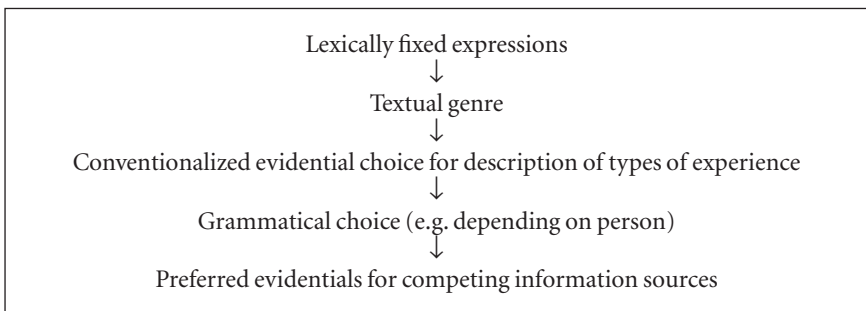 Lexically fixed expressions
↓
Textual genre
↓
Conventionalized evidential choice for description of types of experience
↓
Grammatical choice (e.g. depending on person)
↓
Preferred evidentials for competing information sources